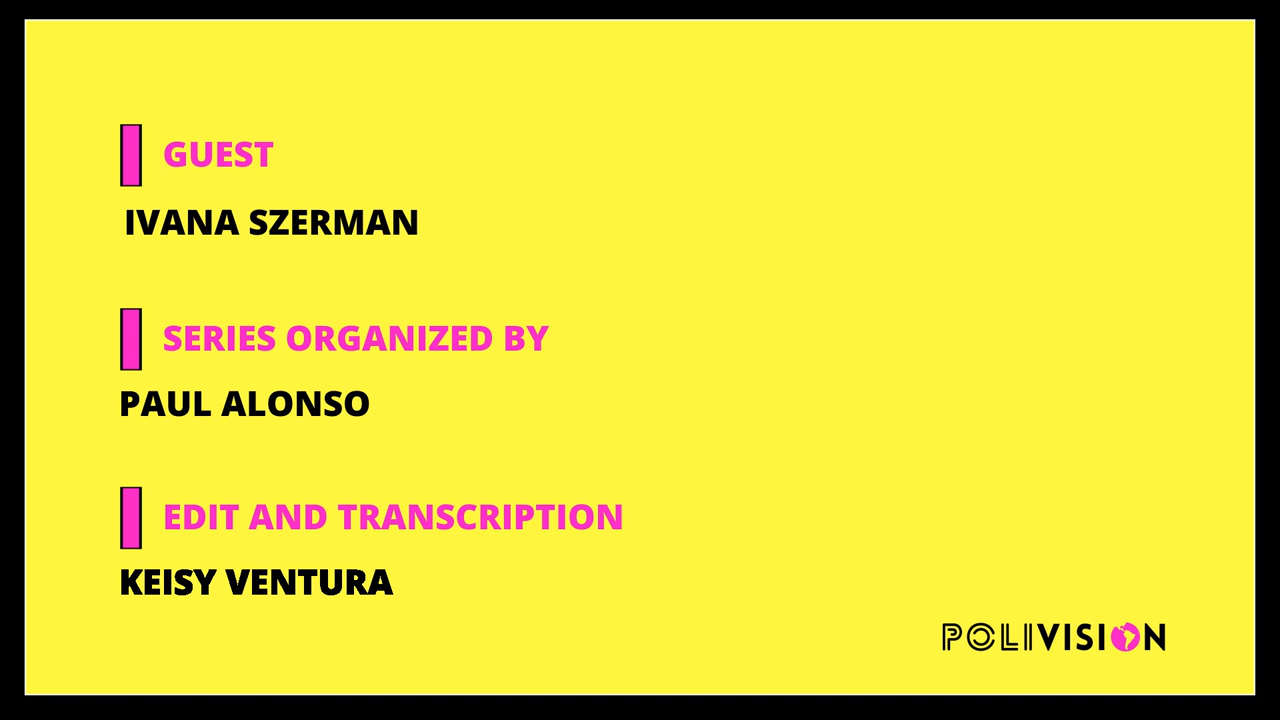 GUEST
IVANA SZERMAN
SERIES ORGANIZED BY
PAUL ALONSO
EDIT AND TRANSCRIPTION
KEISY VENTURA
POLIVISION